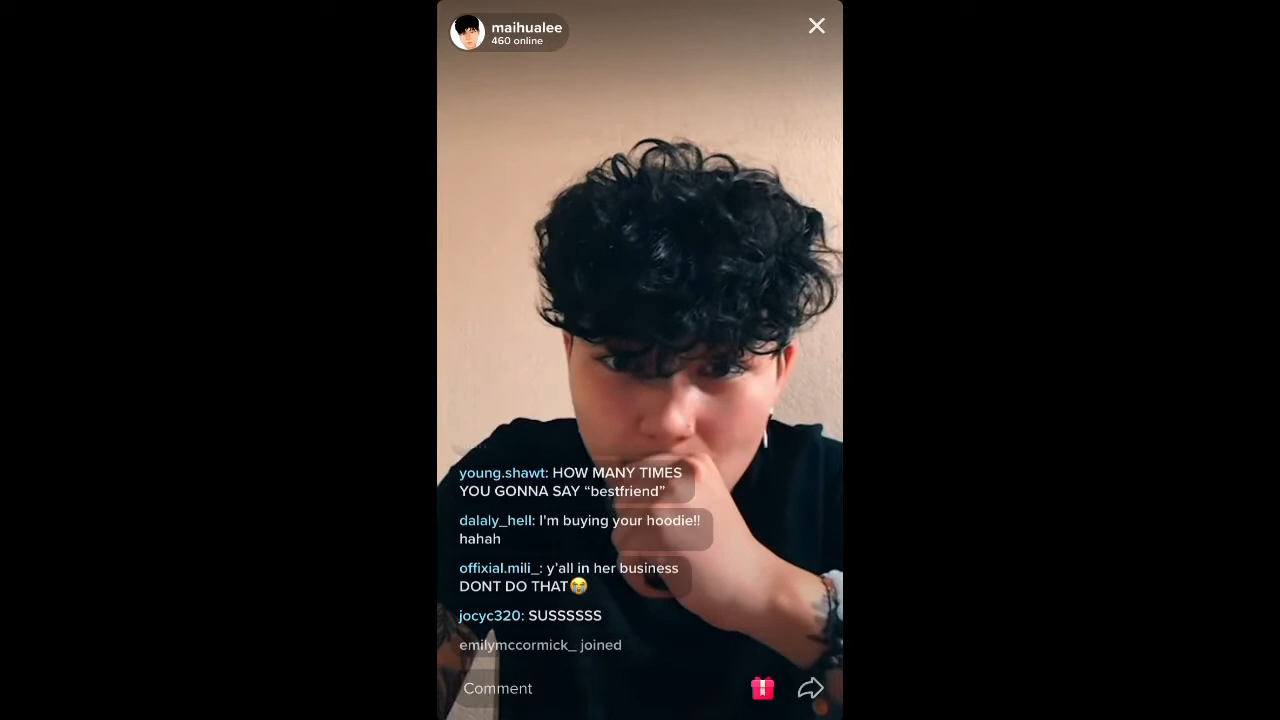 maihualee
460 online
young.shawt: HOW MANY TIMES
YOU GONNA SAY “bestfriend”
dalaly_hell: I'm buying your hoodie!!
hahah
offixial.mili_: y’all in her business
DONT DO THAT😭
jocyc320: SUSSSSSS
emilymccormick_ joined
Comment